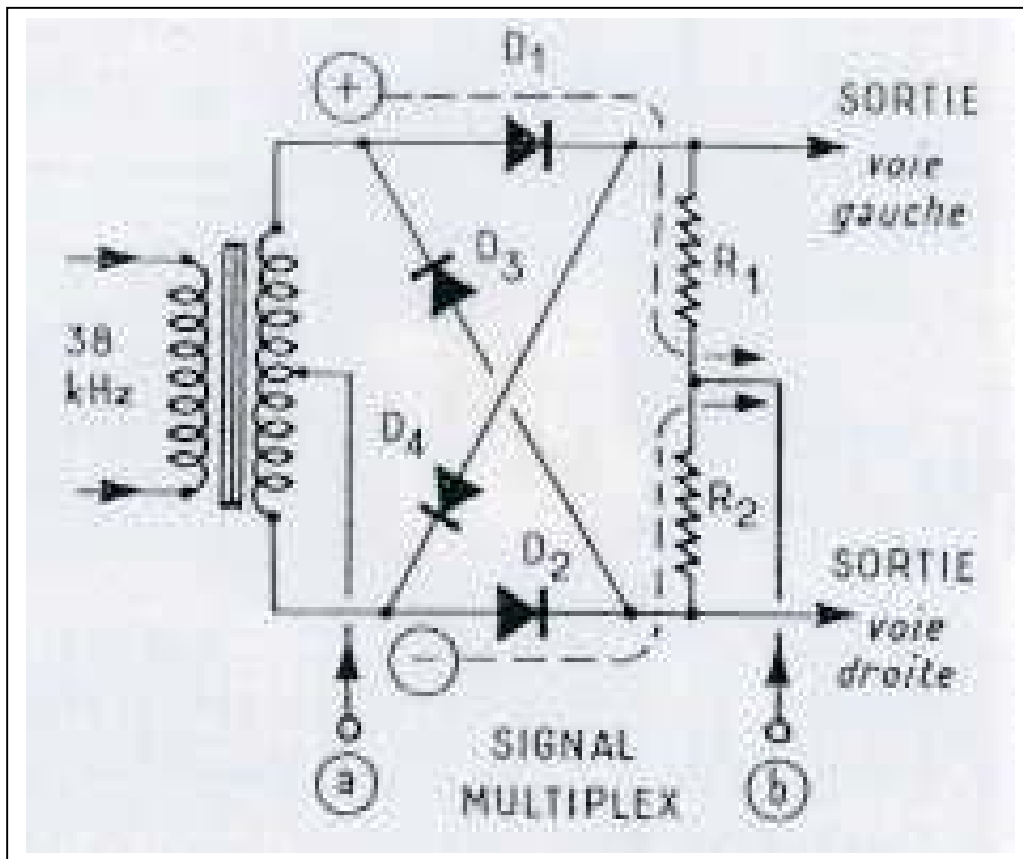 +
D1
SORTIE
voie
gauche
D3
R1
38
kHz
D4
R2
D2
SORTIE
voie
droite
−
SIGNAL
MULTIPLEX
a
b